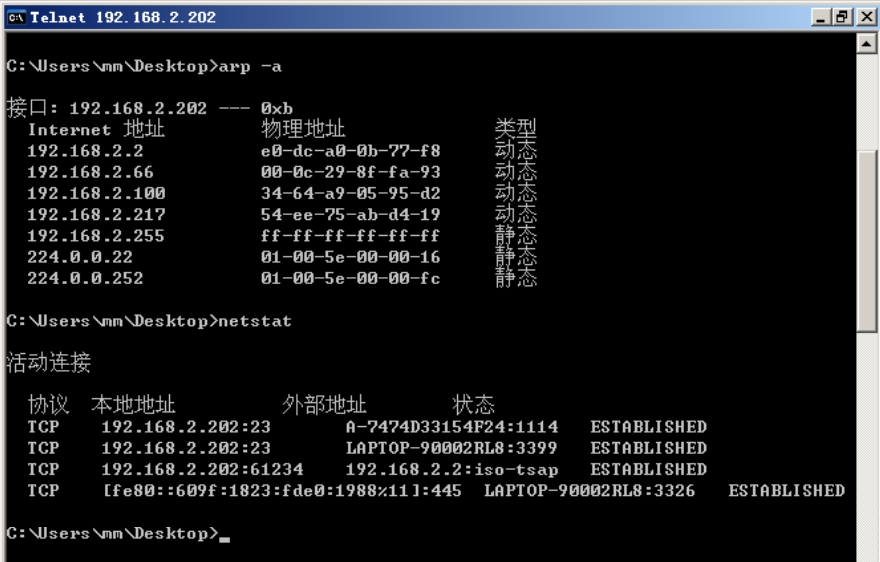 Telnet 192.168.2.202
C:\Users\mm\Desktop>arp -a
接口: 192.168.2.202 --- 0xb
Internet 地址 物理地址 类型
192.168.2.2 e0-dc-a0-0b-77-f8 动态
192.168.2.66 00-0c-29-8f-fa-93 动态
192.168.2.100 34-64-a9-05-95-d2 动态
192.168.2.217 54-ee-75-ab-d4-19 动态
192.168.2.255 ff-ff-ff-ff-ff-ff 静态
224.0.0.22 01-00-5e-00-00-16 静态
224.0.0.252 01-00-5e-00-00-fc 静态
C:\Users\mm\Desktop>netstat
活动连接
协议 本地地址 外部地址 状态
TCP 192.168.2.202:23 A-7474D33154F24:1114 ESTABLISHED
TCP 192.168.2.202:23 LAPTOP-90002RL8:3399 ESTABLISHED
TCP 192.168.2.202:61234 192.168.2.2:iso-tsap ESTABLISHED
TCP [fe80::609f:1823:fde0:1988%11]:445 LAPTOP-90002RL8:3326 ESTABLISHED
C:\Users\mm\Desktop>_